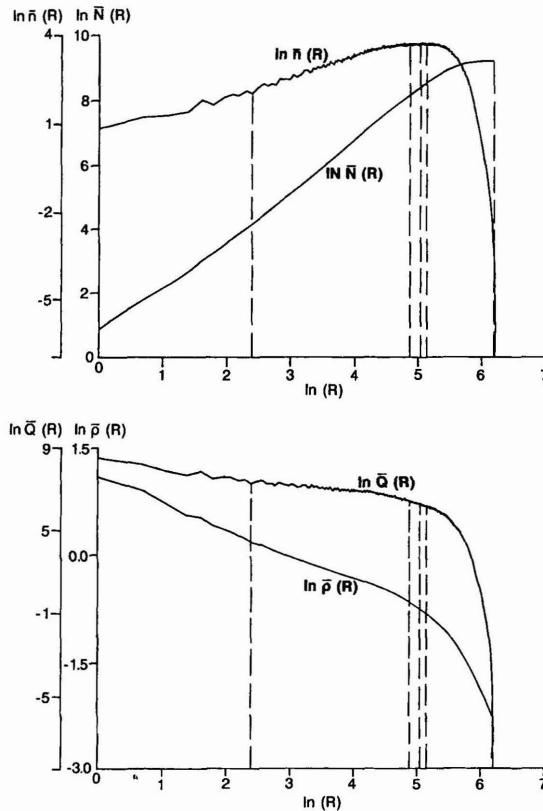 ln n̄ (R) ln N̄ (R)
4
10
ln n̄ (R)
8
1
6
lN N̄ (R)
-2
4
-5
2
0
0 1 2 3 4 5 6 7
ln (R)
ln Q̄ (R) ln ρ̄ (R)
9
1.5
ln Q̄ (R)
5
0.0
ln ρ̄ (R)
-1
-1.5
-5
-3.0
0 1 2 3 4 5 6 7
ln (R)